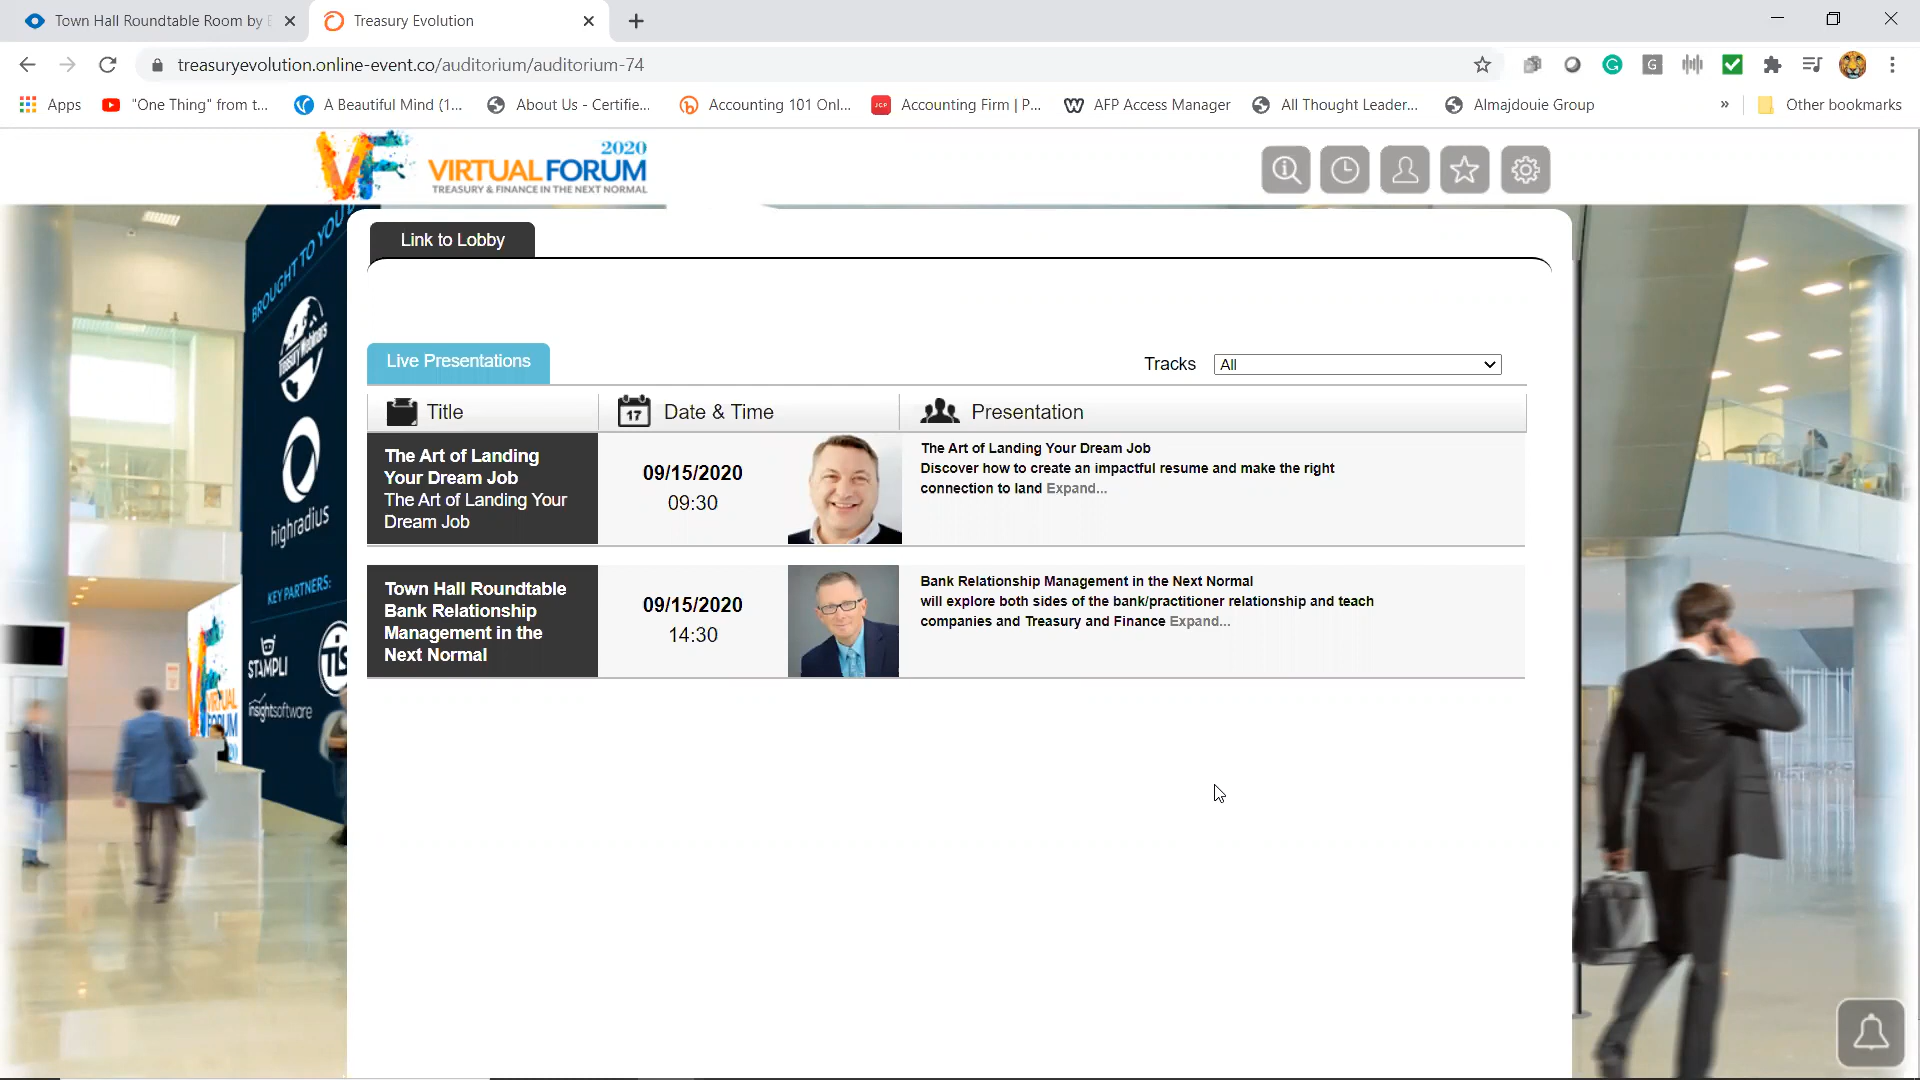 Town Hall Roundtable Room by
Treasury Evolution
treasuryevolution.online-event.co/auditorium/auditorium-74
Apps
"One Thing" from t...
A Beautiful Mind (1...
About Us - Certifie...
Accounting 101 Onl...
JCP
Accounting Firm | P...
AFP Access Manager
All Thought Leader...
Almajdouie Group
»
Other bookmarks
VF
2020
VIRTUALFORUM
TREASURY & FINANCE IN THE NEXT NORMAL
BROUGHT TO YOU
Treasury Webinars
highradius
KEY PARTNERS:
STAMPLI
TIS
insightsoftware
VF
VIRTUAL
FORUM
Link to Lobby
Live Presentations
Tracks
All
Title
17
Date & Time
Presentation
The Art of Landing
Your Dream Job
The Art of Landing Your
Dream Job
09/15/2020
09:30
The Art of Landing Your Dream Job
Discover how to create an impactful resume and make the right
connection to land Expand...
Town Hall Roundtable
Bank Relationship
Management in the
Next Normal
09/15/2020
14:30
Bank Relationship Management in the Next Normal
will explore both sides of the bank/practitioner relationship and teach
companies and Treasury and Finance Expand...